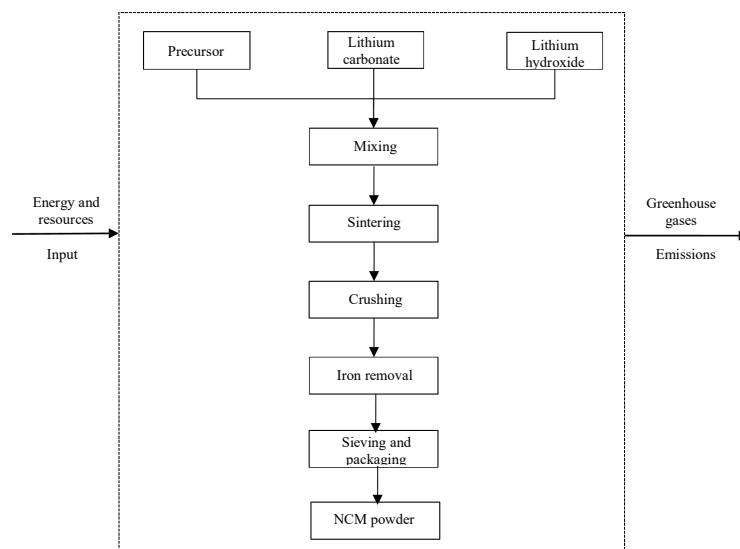 Precursor
Lithium
carbonate
Lithium
hydroxide
Mixing
Energy and
resources
Input
Sintering
Greenhouse
gases
Emissions
Crushing
Iron removal
Sieving and
packaging
NCM powder